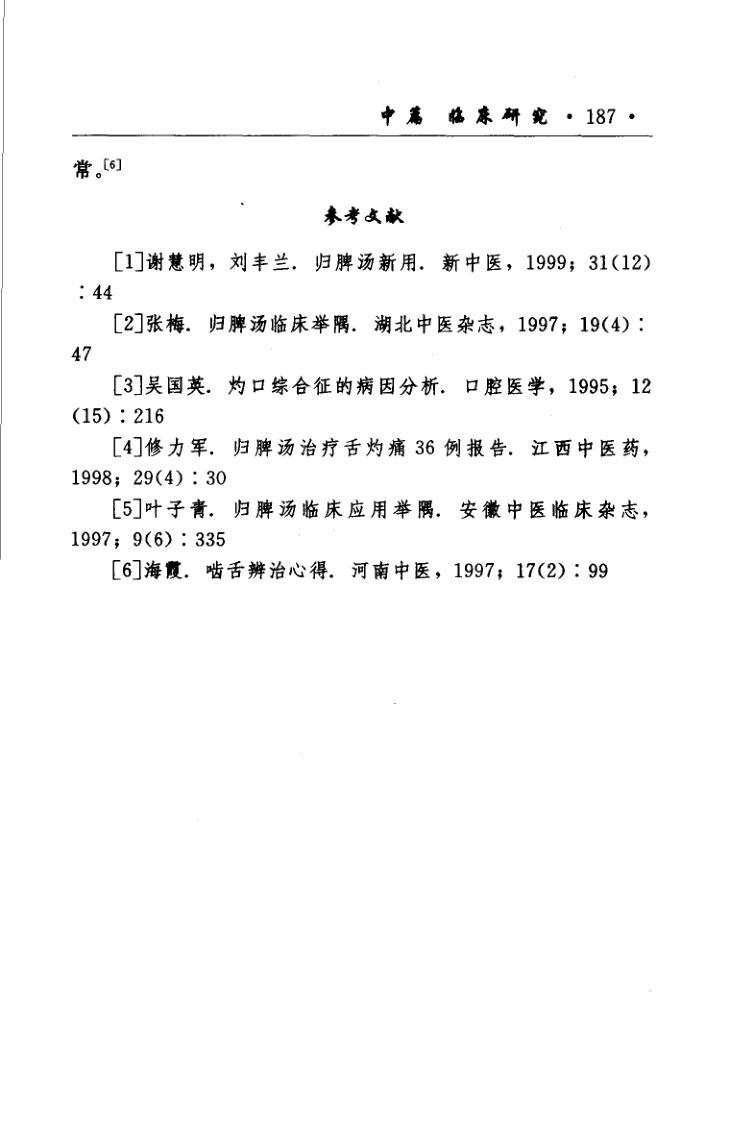 中篇 临床研究 · 187 ·
常。[6]
参考文献
[1]谢慧明，刘丰兰. 归脾汤新用. 新中医，1999；31(12)
：44
[2]张梅. 归脾汤临床举隅. 湖北中医杂志，1997；19(4)：
47
[3]吴国英. 灼口综合征的病因分析. 口腔医学，1995；12
(15)：216
[4]修力军. 归脾汤治疗舌灼痛 36 例报告. 江西中医药，
1998；29(4)：30
[5]叶子青. 归脾汤临床应用举隅. 安徽中医临床杂志，
1997；9(6)：335
[6]海霞. 啮舌辨治心得. 河南中医，1997；17(2)：99